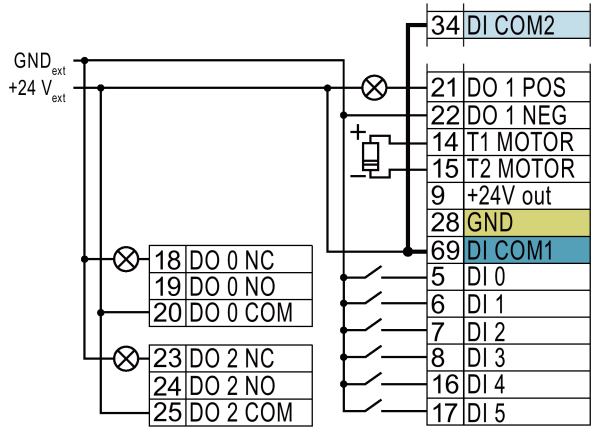 34 DI COM2
GND ext
+24 V ext
21 DO 1 POS
22 DO 1 NEG
+
14 T1 MOTOR
–
15 T2 MOTOR
9 +24V out
28 GND
69 DI COM1
18 DO 0 NC
5 DI 0
19 DO 0 NO
6 DI 1
20 DO 0 COM
7 DI 2
23 DO 2 NC
8 DI 3
24 DO 2 NO
16 DI 4
25 DO 2 COM
17 DI 5